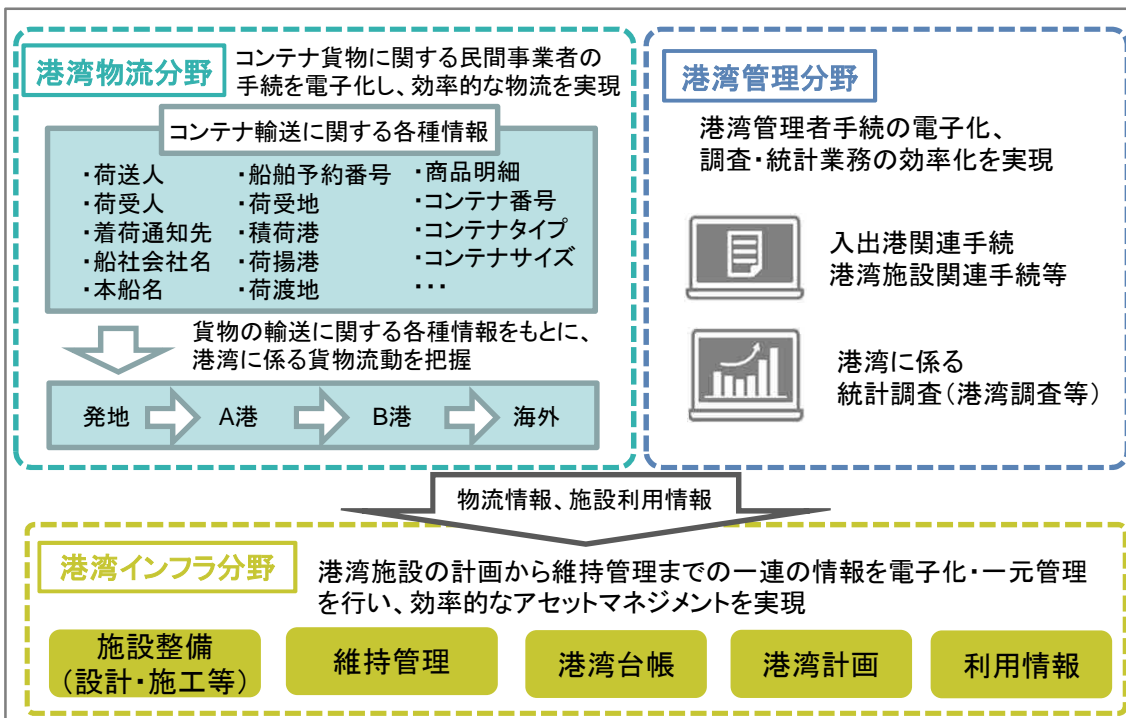 港湾物流分野
コンテナ貨物に関する民間事業者の
手続を電子化し、効率的な物流を実現
コンテナ輸送に関する各種情報
・荷送人
・荷受人
・着荷通知先
・船社会社名
・本船名
・船舶予約番号
・荷受地
・積荷港
・荷揚港
・荷渡地
・商品明細
・コンテナ番号
・コンテナタイプ
・コンテナサイズ
・・・
貨物の輸送に関する各種情報をもとに、
港湾に係る貨物流動を把握
発地
A港
B港
海外
港湾管理分野
港湾管理者手続の電子化、
調査・統計業務の効率化を実現
入出港関連手続
港湾施設関連手続等
港湾に係る
統計調査(港湾調査等)
物流情報、施設利用情報
港湾インフラ分野
港湾施設の計画から維持管理までの一連の情報を電子化・一元管理
を行い、効率的なアセットマネジメントを実現
施設整備
(設計・施工等)
維持管理
港湾台帳
港湾計画
利用情報